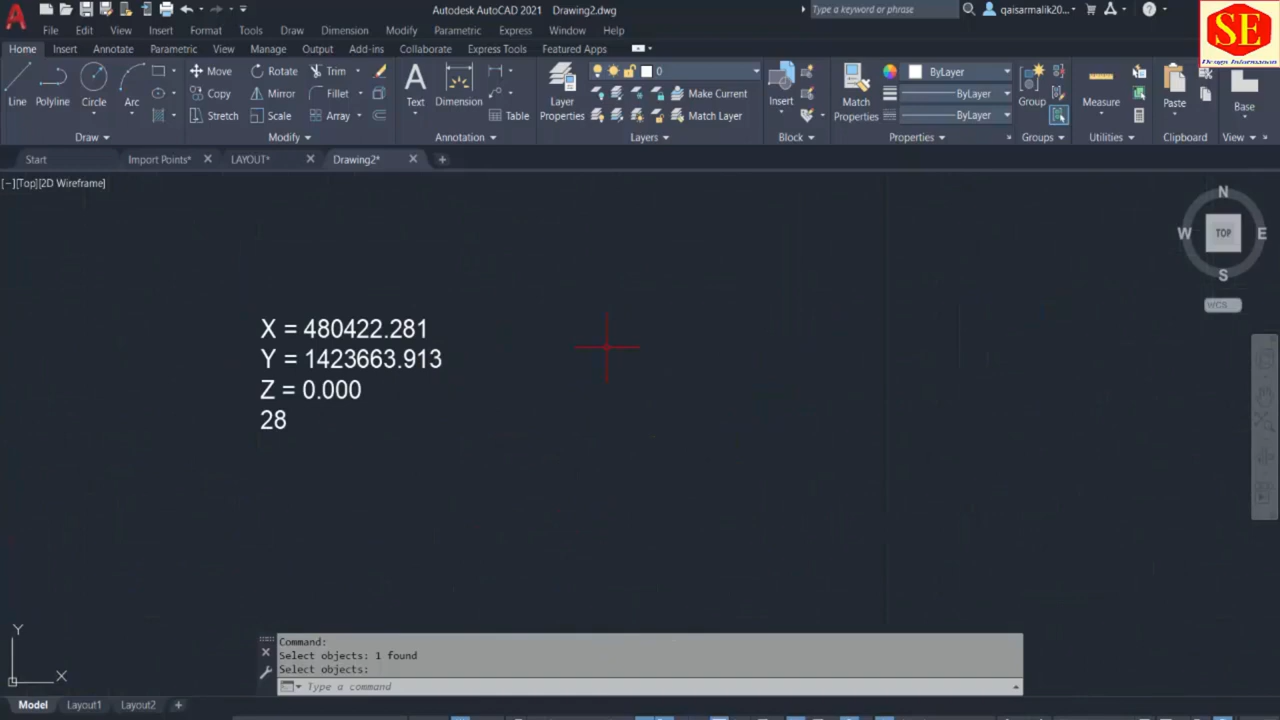 Autodesk AutoCAD 2021 Drawing2.dwg
Type a keyword or phrase
qaisarmalik20...
SE
Design Information
File Edit View Insert Format Tools Draw Dimension Modify Parametric Express Window Help
Home Insert Annotate Parametric View Manage Output Add-ins Collaborate Express Tools Featured Apps
Line Polyline Circle Arc
Move Rotate Trim
Copy Mirror Fillet
Stretch Scale Array
Text Dimension Table
Layer Properties
0
Make Current
Match Layer
Insert
Match Properties
ByLayer
ByLayer
ByLayer
Group
Measure
Paste
Base
Draw Modify Annotation Layers Block Properties Groups Utilities Clipboard View
Start Import Points* LAYOUT* Drawing2*
[−][Top][2D Wireframe]
N
W TOP E
S
WCS
X = 480422.281
Y = 1423663.913
Z = 0.000
28
Y
X
Command:
Select objects: 1 found
Select objects:
Type a command
Model Layout1 Layout2